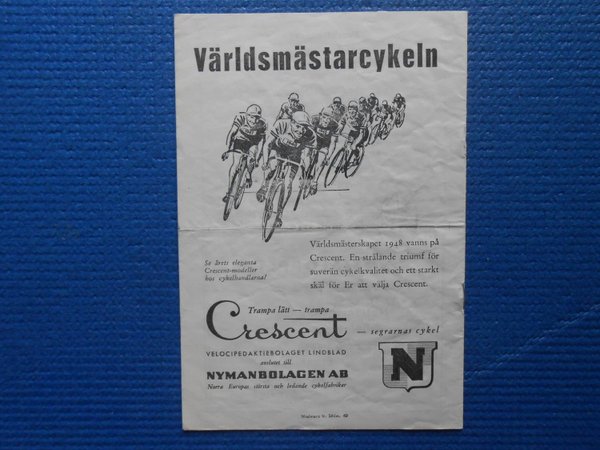 Världsmästarcykeln
Världsmästerskapet 1948 vanns på
Crescent. En strålande triumf för
suverän cykelkvalitet och ett starkt
skäl för Er att välja Crescent.
Se årets eleganta
Crescent-modeller
hos cykelhandlarna!
Trampa lätt — trampa
Crescent — segrarnas cykel
VELOCIPEDAKTIEBOLAGET LINDBLAD
anslutet till
NYMANBOLAGEN AB
Norra Europas största och ledande cykelfabriker
N